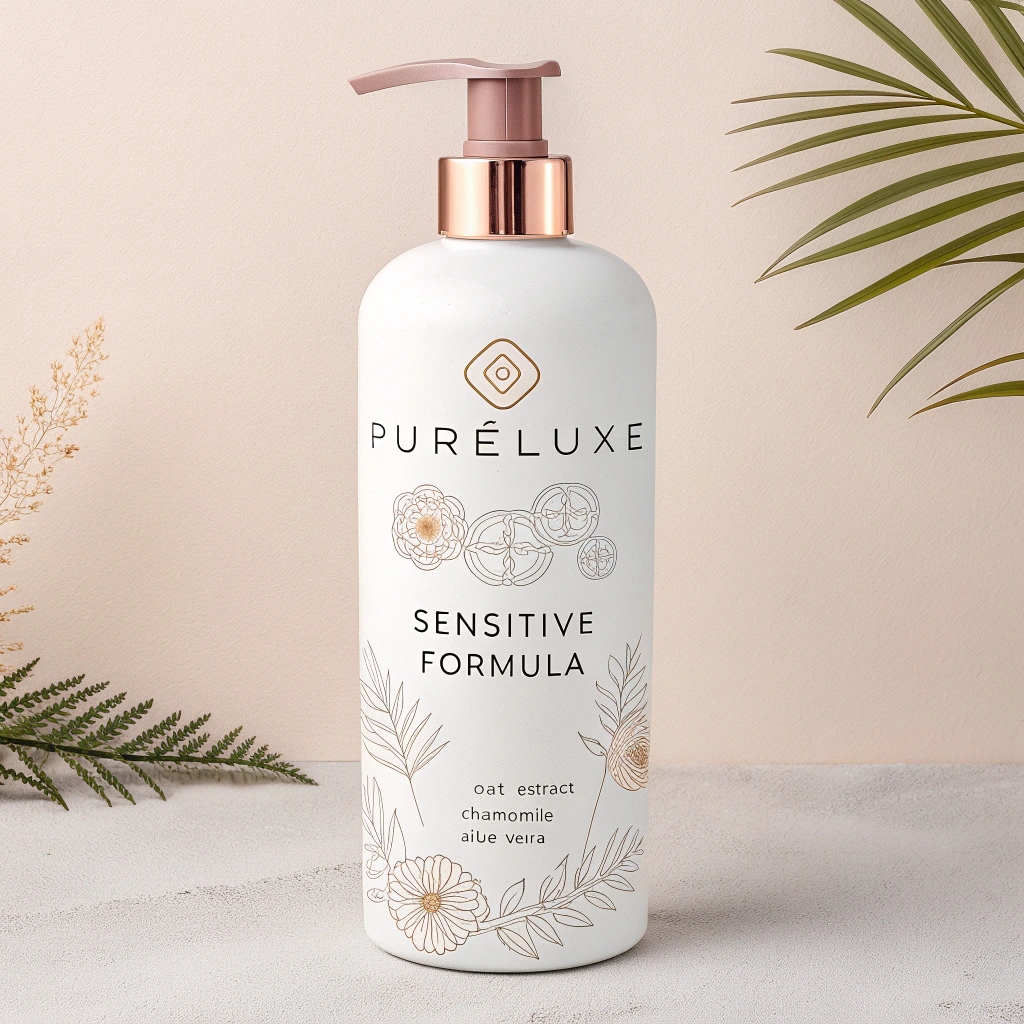 PURÉLUXE
SENSITIVE
FORMULA
oat estract
chamomile
aiUe veira